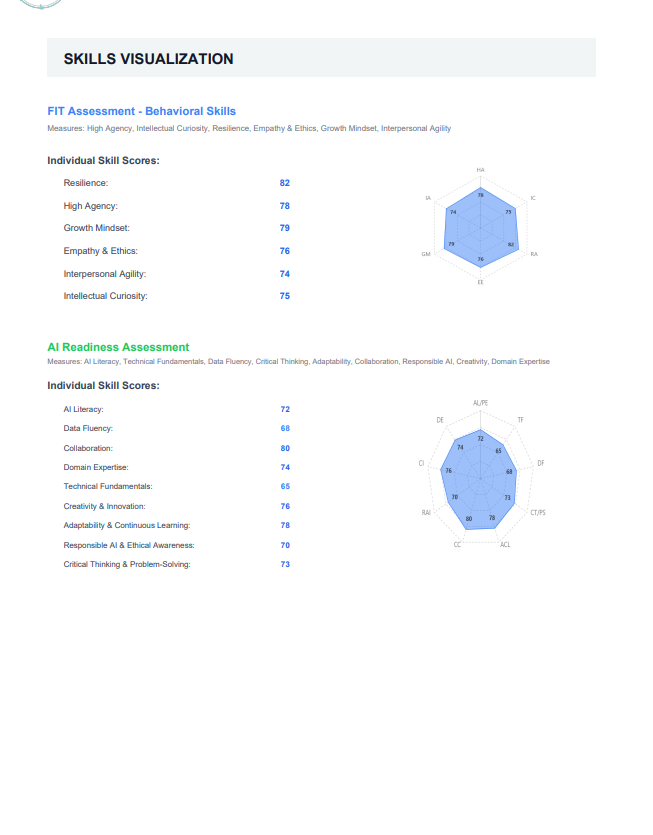 SKILLS VISUALIZATION
FIT Assessment - Behavioral Skills
Measures: High Agency, Intellectual Curiosity, Resilience, Empathy & Ethics, Growth Mindset, Interpersonal Agility
Individual Skill Scores:
Resilience: 82
High Agency: 78
Growth Mindset: 79
Empathy & Ethics: 76
Interpersonal Agility: 74
Intellectual Curiosity: 75
HA
IA
IC
78
74
75
79
82
GM
RA
76
EE
AI Readiness Assessment
Measures: AI Literacy, Technical Fundamentals, Data Fluency, Critical Thinking, Adaptability, Collaboration, Responsible AI, Creativity, Domain Expertise
Individual Skill Scores:
AI Literacy: 72
Data Fluency: 68
Collaboration: 80
Domain Expertise: 74
Technical Fundamentals: 65
Creativity & Innovation: 76
Adaptability & Continuous Learning: 78
Responsible AI & Ethical Awareness: 70
Critical Thinking & Problem-Solving: 73
AL/PE
DE
TF
72
74
65
CI
DF
76
68
70
73
RAI
CT/PS
80
78
CC
ACL